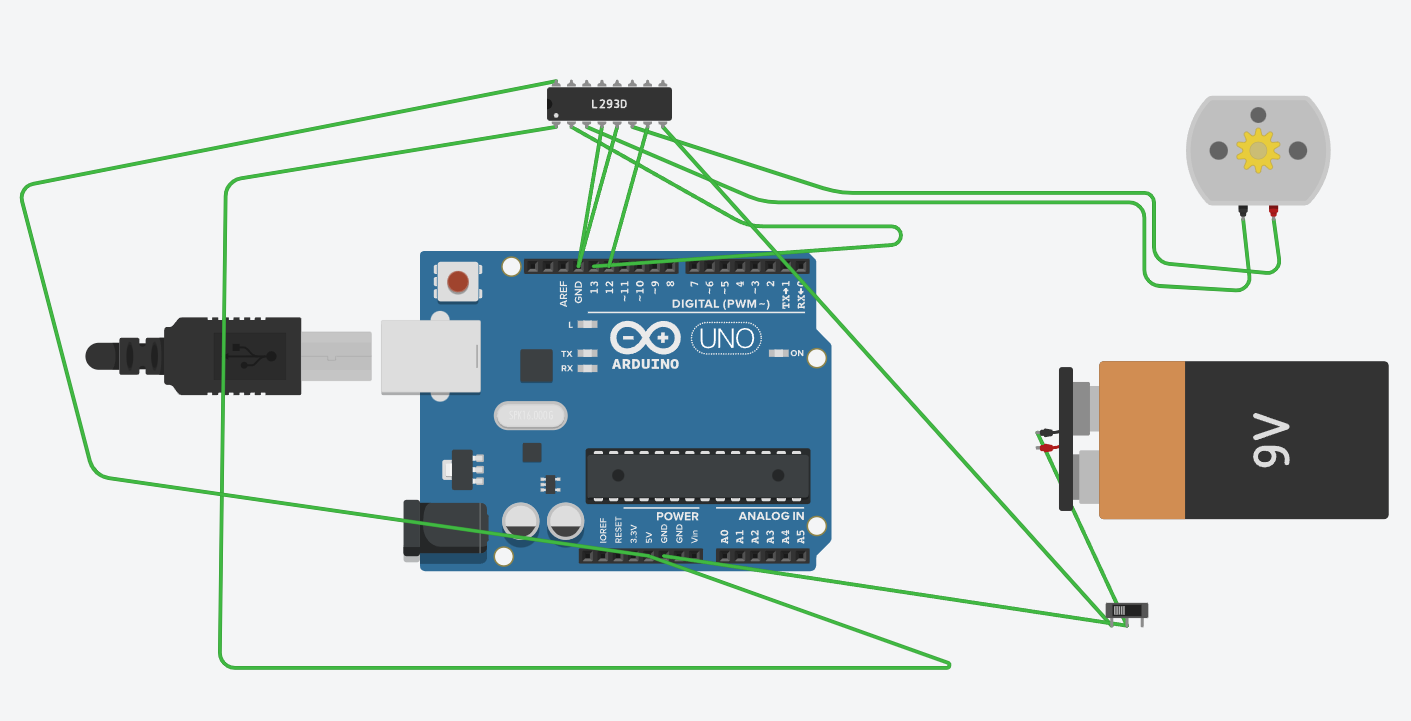 L293D
AREF
GND
13
12
~11
~10
~9
8
7
~6
~5
4
~3
2
TX→1
RX←0
DIGITAL (PWM~)
L
TX
RX
ARDUINO
UNO
ON
9V
POWER
ANALOG IN
IOREF
RESET
3.3V
5V
GND
GND
Vin
A0
A1
A2
A3
A4
A5